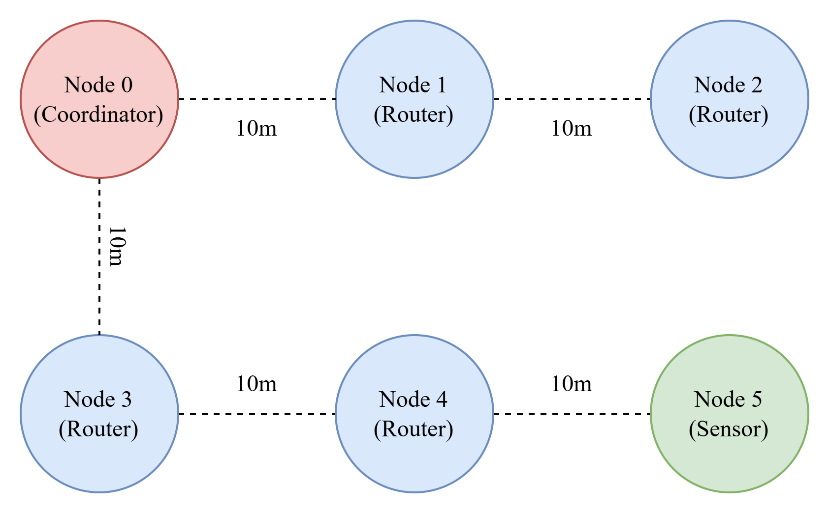 Node 0
(Coordinator)
10m
Node 1
(Router)
10m
Node 2
(Router)
10m
Node 3
(Router)
10m
Node 4
(Router)
10m
Node 5
(Sensor)